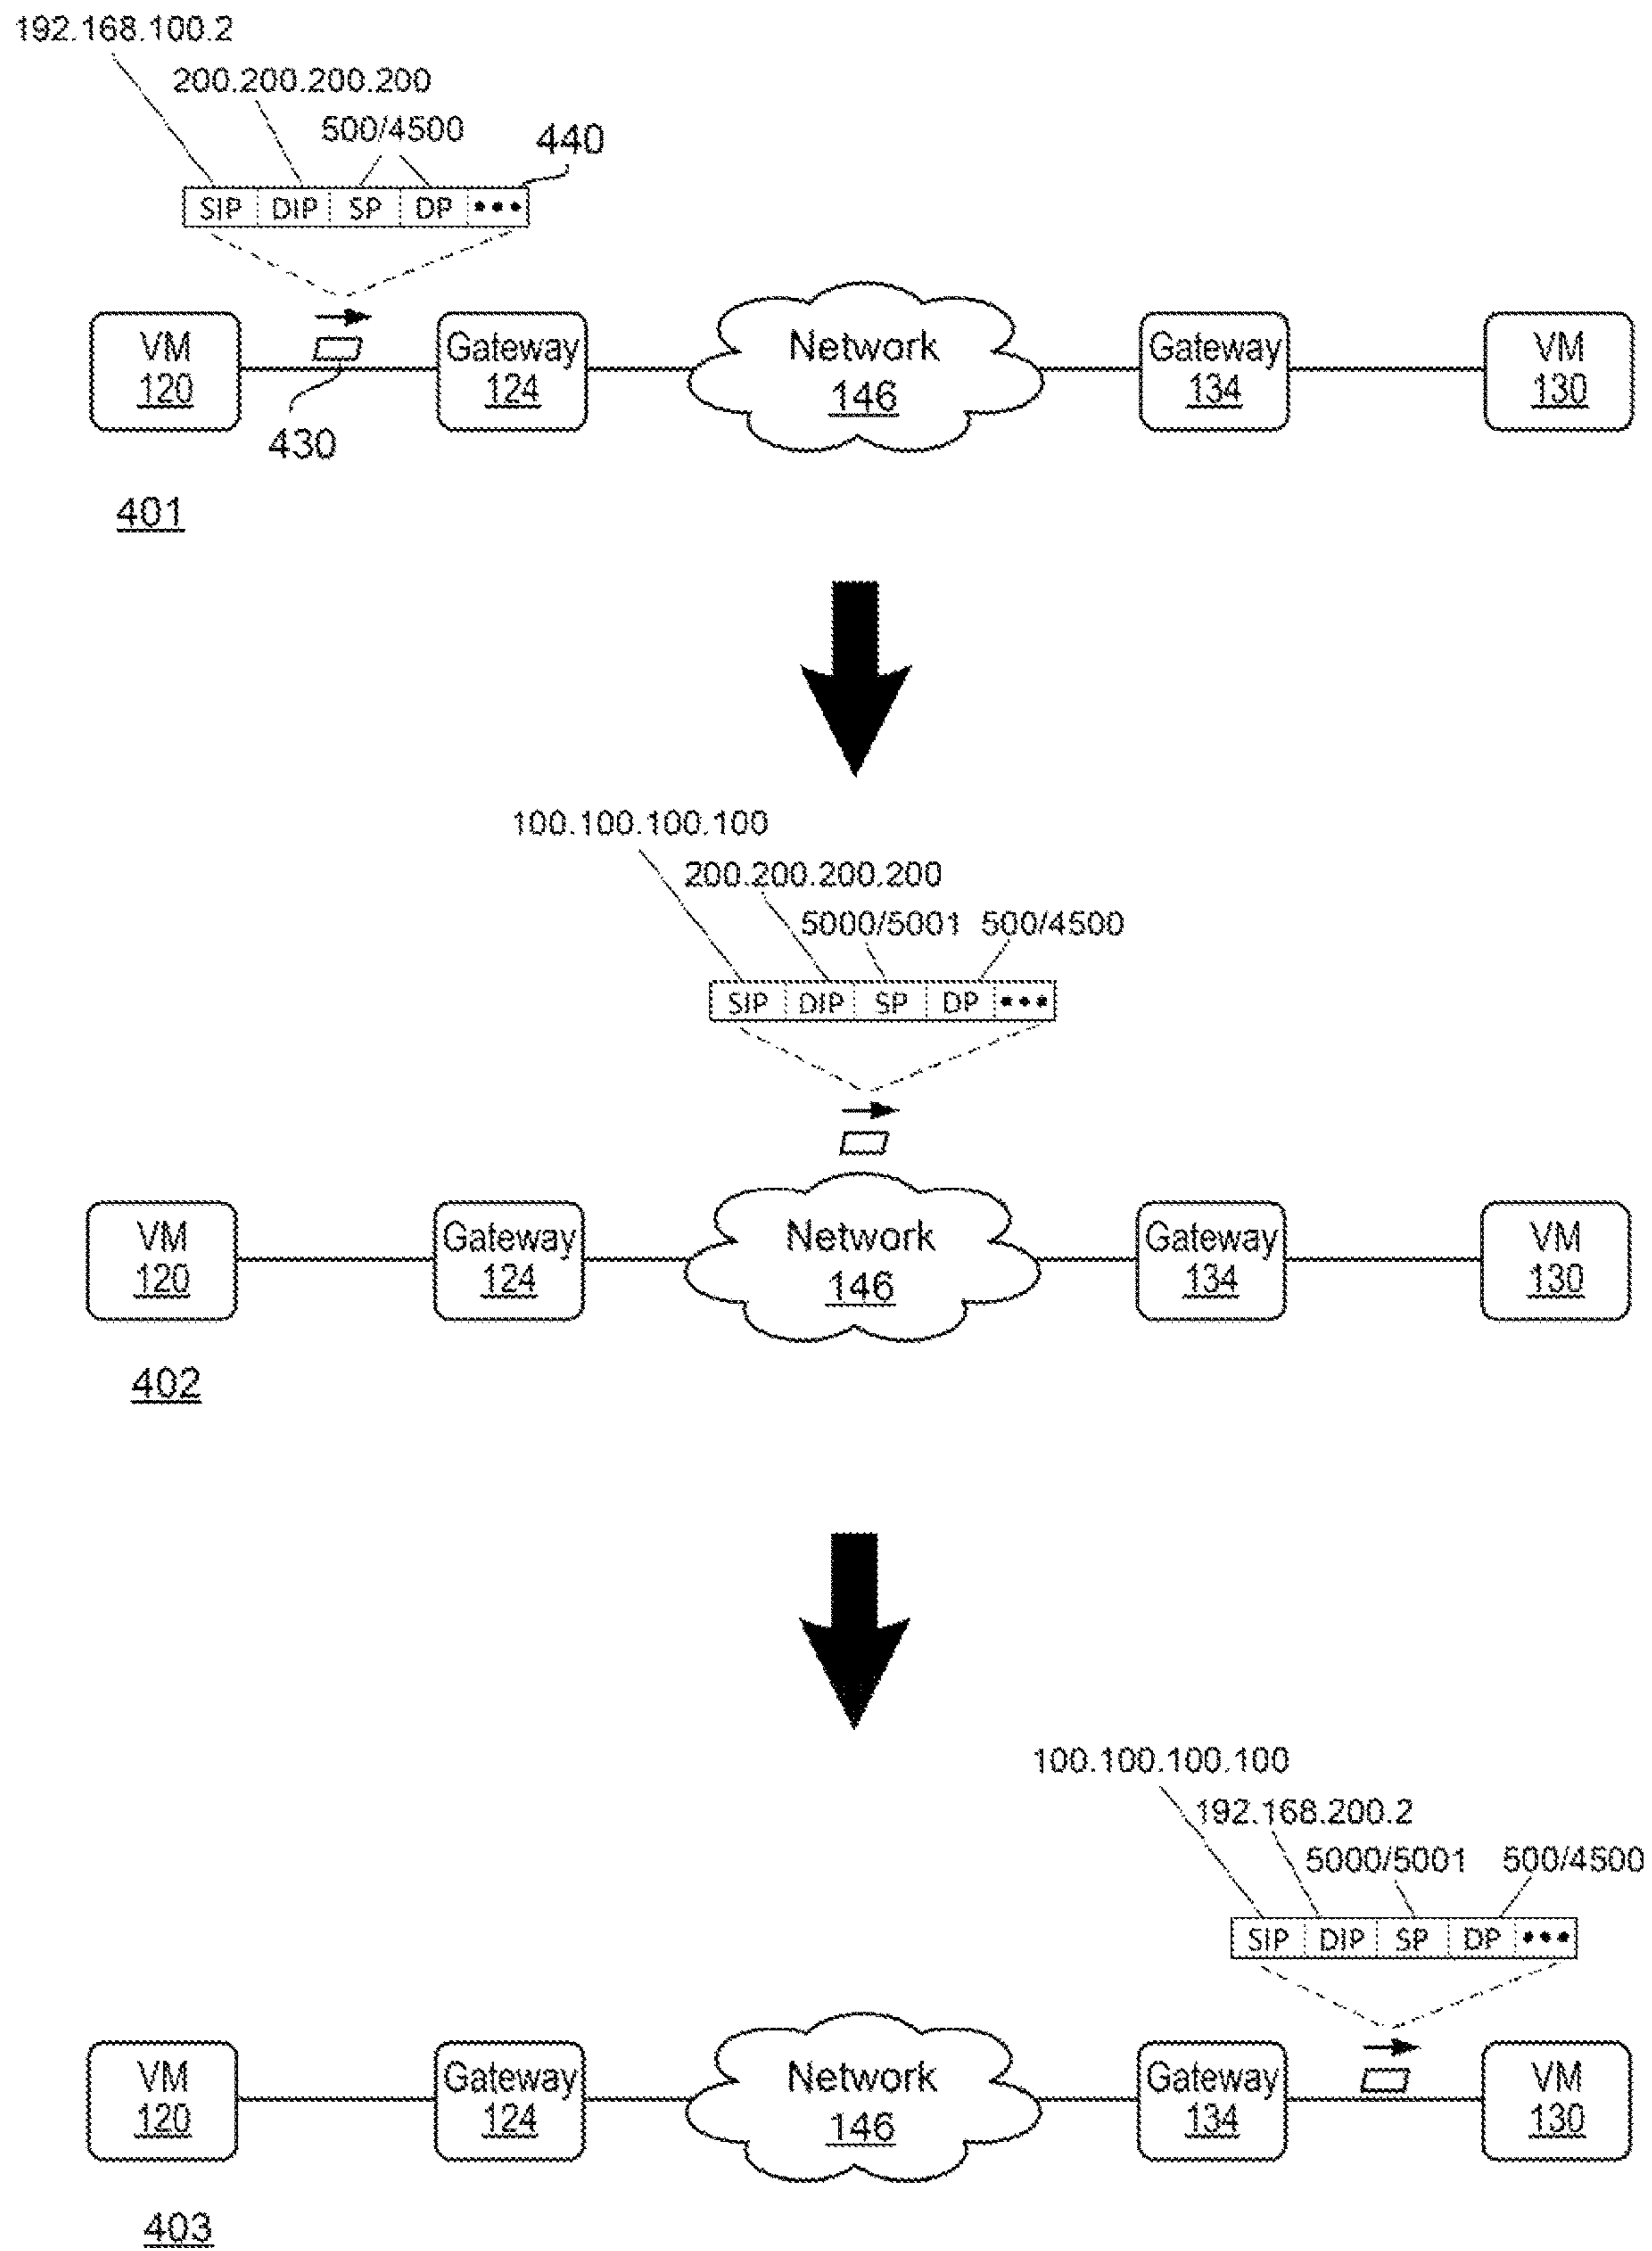 192.168.100.2
200.200.200.200
500/4500
440
SIP DIP SP DP •••
VM
120
430
Gateway
124
Network
146
Gateway
134
VM
130
401
100.100.100.100
200.200.200.200
5000/5001 500/4500
SIP DIP SP DP •••
VM
120
Gateway
124
Network
146
Gateway
134
VM
130
402
100.100.100.100
192.168.200.2
5000/5001 500/4500
SIP DIP SP DP •••
VM
120
Gateway
124
Network
146
Gateway
134
VM
130
403